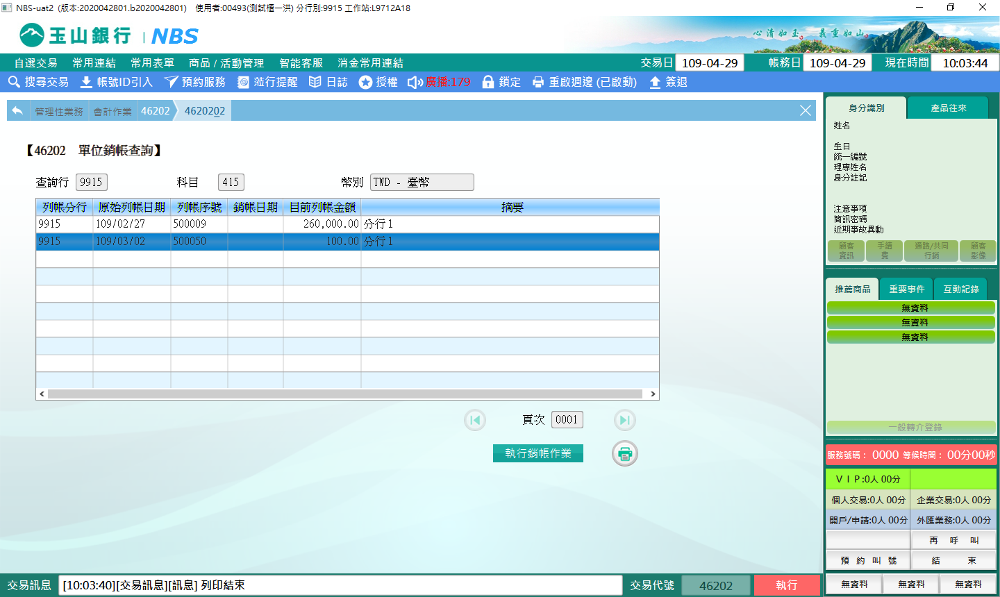 NBS-uat2 (版本:2020042801.b2020042801) 使用者:00493(測試櫃一洪) 分行別:9915 工作站:L9712A18
玉山銀行 | NBS
心清如玉。義重如山。
自選交易 常用連結 常用表單 商品 / 活動管理 智能客服 消金常用連結 交易日 109-04-29 帳務日 109-04-29 現在時間 10:03:44
搜尋交易 帳號ID引入 預約服務 蒞行提醒 日誌 授權 廣播:179 鎖定 重啟週邊 (已啟動) 簽退
管理性業務 會計作業 46202 4620202
【46202 單位銷帳查詢】
查詢行 9915 科目 415 幣別 TWD - 臺幣
列帳分行 原始列帳日期 列帳序號 銷帳日期 目前列帳金額 摘要
9915 109/02/27 500009 260,000.00 分行1
9915 109/03/02 500050 100.00 分行1
頁次 0001
執行銷帳作業
身分識別 產品往來
姓名
生日
統一編號
理專姓名
身分註記
注意事項
簡訊密碼
近期事故異動
顧客資訊 手續費 通路/共同行銷 顧客影像
推薦商品 重要事件 互動記錄
無資料
無資料
無資料
一般轉介登錄
服務號碼： 0000 等候時間： 00分00秒
ＶＩＰ:0人 00分
個人交易:0人 00分 企業交易:0人 00分
開戶/申請:0人 00分 外匯業務:0人 00分
再 呼 叫
預 約 叫 號 結 束
無資料 無資料 無資料
交易訊息 [10:03:40][交易訊息][訊息] 列印結束 交易代號 46202 執行